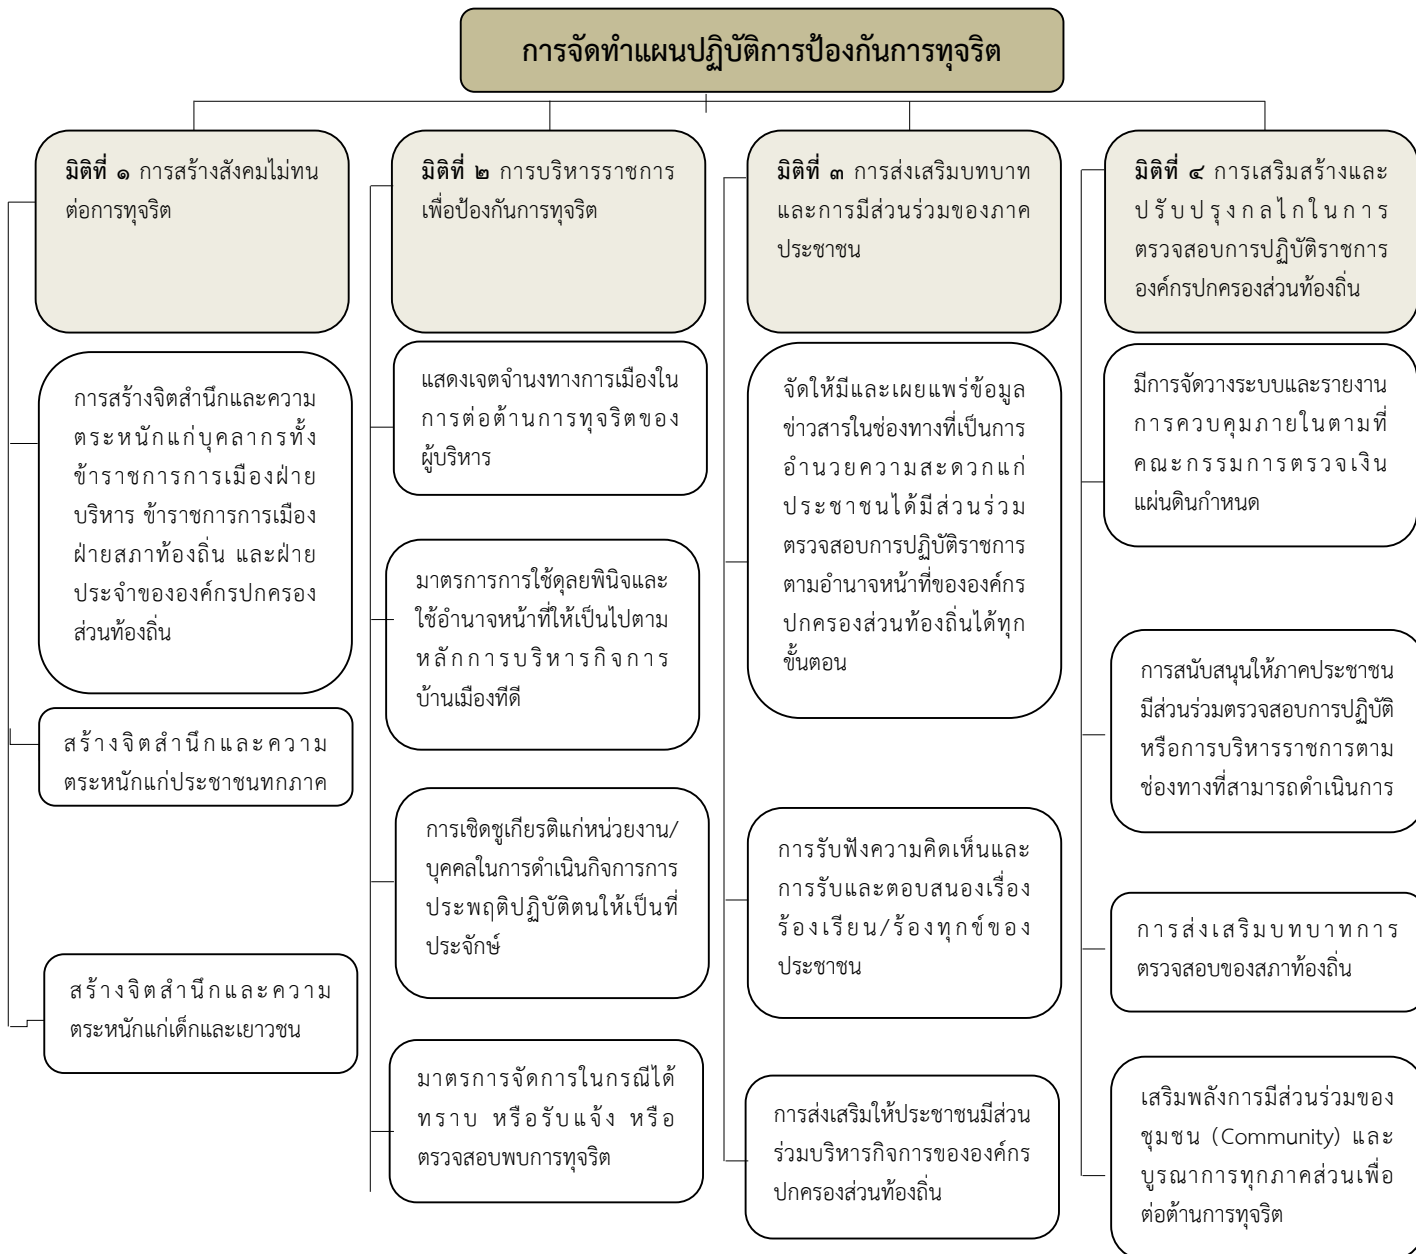 การจัดทำแผนปฏิบัติการป้องกันการทุจริต
มิติที่ ๑ การสร้างสังคมไม่ทน
ต่อการทุจริต
การสร้างจิตสำนึกและความ
ตระหนักแก่บุคลากรทั้ง
ข้าราชการการเมืองฝ่าย
บริหาร ข้าราชการการเมือง
ฝ่ายสภาท้องถิ่น และฝ่าย
ประจำขององค์กรปกครอง
ส่วนท้องถิ่น
สร้างจิตสำนึกและความ
ตระหนักแก่ประชาชนทกภาค
สร้างจิตสำนึกและความ
ตระหนักแก่เด็กและเยาวชน
มิติที่ ๒ การบริหารราชการ
เพื่อป้องกันการทุจริต
แสดงเจตจำนงทางการเมืองใน
การต่อต้านการทุจริตของ
ผู้บริหาร
มาตรการการใช้ดุลยพินิจและ
ใช้อำนาจหน้าที่ให้เป็นไปตาม
หลักการบริหารกิจการ
บ้านเมืองที่ดี
การเชิดชูเกียรติแก่หน่วยงาน/
บุคคลในการดำเนินกิจการการ
ประพฤติปฏิบัติตนให้เป็นที่
ประจักษ์
มาตรการจัดการในกรณีได้
ทราบ หรือรับแจ้ง หรือ
ตรวจสอบพบการทุจริต
มิติที่ ๓ การส่งเสริมบทบาท
และการมีส่วนร่วมของภาค
ประชาชน
จัดให้มีและเผยแพร่ข้อมูล
ข่าวสารในช่องทางที่เป็นการ
อำนวยความสะดวกแก่
ประชาชนได้มีส่วนร่วม
ตรวจสอบการปฏิบัติราชการ
ตามอำนาจหน้าที่ขององค์กร
ปกครองส่วนท้องถิ่นได้ทุก
ขั้นตอน
การรับฟังความคิดเห็นและ
การรับและตอบสนองเรื่อง
ร้องเรียน/ร้องทุกข์ของ
ประชาชน
การส่งเสริมให้ประชาชนมีส่วน
ร่วมบริหารกิจการขององค์กร
ปกครองส่วนท้องถิ่น
มิติที่ ๔ การเสริมสร้างและ
ปรับปรุงกลไกในการ
ตรวจสอบการปฏิบัติราชการ
องค์กรปกครองส่วนท้องถิ่น
มีการจัดวางระบบและรายงาน
การควบคุมภายในตามที่
คณะกรรมการตรวจเงิน
แผ่นดินกำหนด
การสนับสนุนให้ภาคประชาชน
มีส่วนร่วมตรวจสอบการปฏิบัติ
หรือการบริหารราชการตาม
ช่องทางที่สามารถดำเนินการ
การส่งเสริมบทบาทการ
ตรวจสอบของสภาท้องถิ่น
เสริมพลังการมีส่วนร่วมของ
ชุมชน (Community) และ
บูรณาการทุกภาคส่วนเพื่อ
ต่อต้านการทุจริต